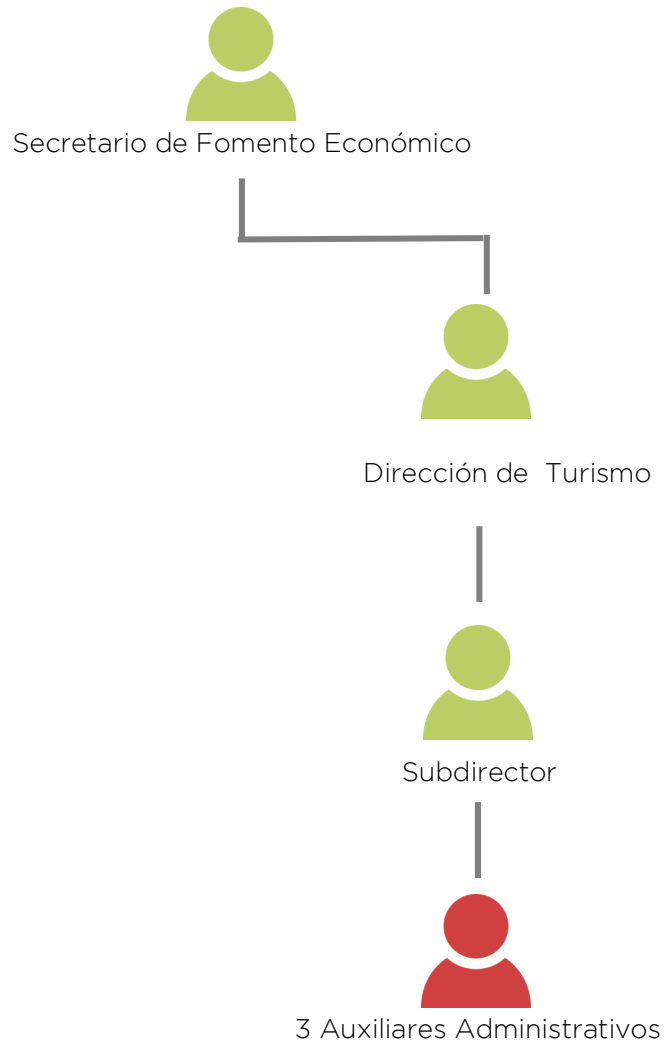 Secretario de Fomento Económico
Dirección de Turismo
Subdirector
3 Auxiliares Administrativos